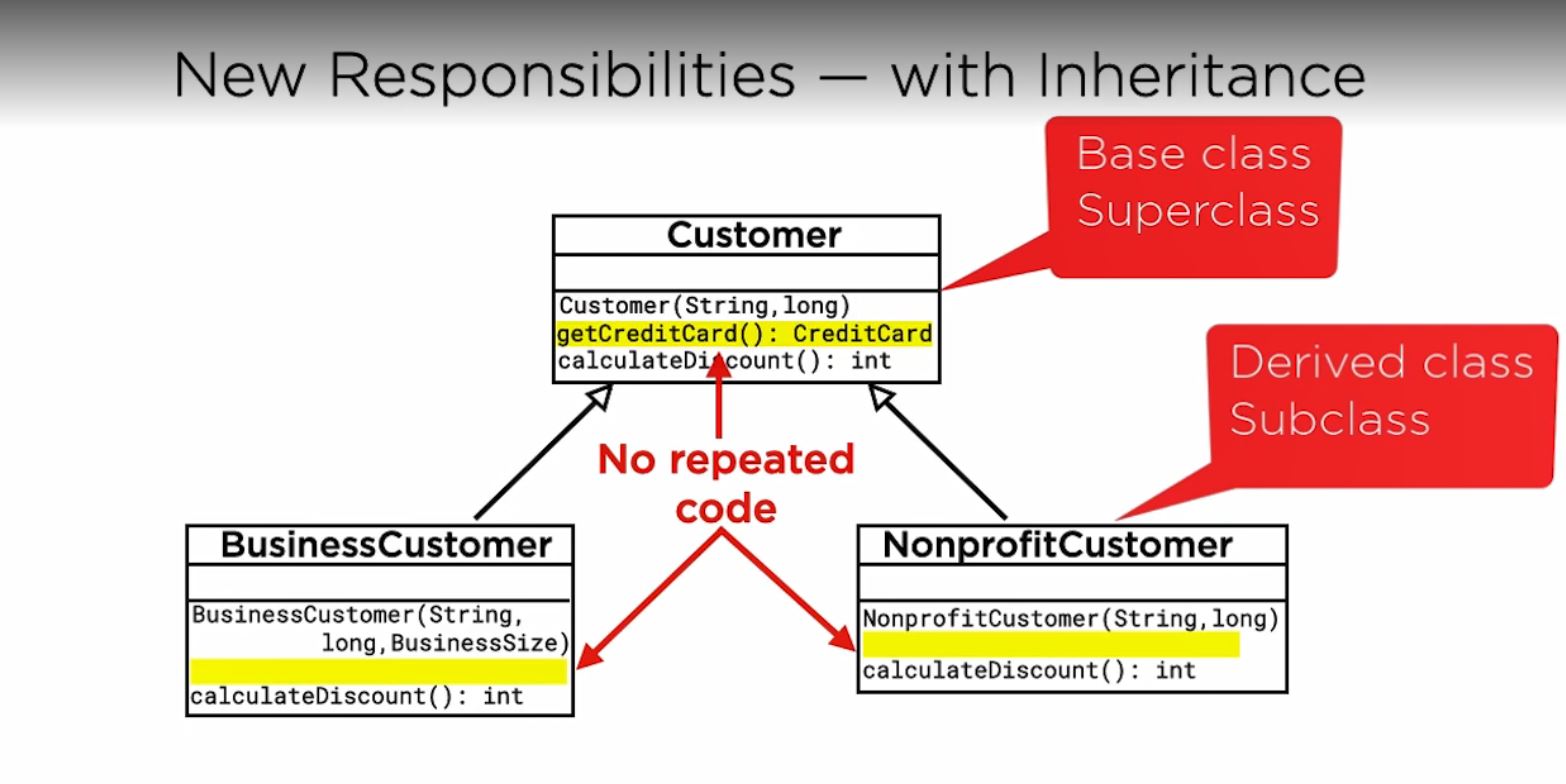 New Responsibilities — with Inheritance
Base class
Superclass
Customer
Customer(String,long)
getCreditCard(): CreditCard
calculateDiscount(): int
Derived class
Subclass
No repeated
code
BusinessCustomer
BusinessCustomer(String,
long,BusinessSize)
calculateDiscount(): int
NonprofitCustomer
NonprofitCustomer(String,long)
calculateDiscount(): int